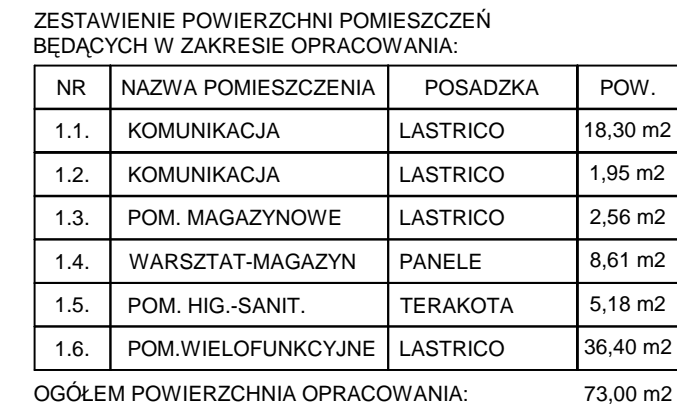 ZESTAWIENIE POWIERZCHNI POMIESZCZEŃ
BĘDĄCYCH W ZAKRESIE OPRACOWANIA:
NR NAZWA POMIESZCZENIA POSADZKA POW.
1.1. KOMUNIKACJA LASTRICO 18,30 m2
1.2. KOMUNIKACJA LASTRICO 1,95 m2
1.3. POM. MAGAZYNOWE LASTRICO 2,56 m2
1.4. WARSZTAT-MAGAZYN PANELE 8,61 m2
1.5. POM. HIG.-SANIT. TERAKOTA 5,18 m2
1.6. POM.WIELOFUNKCYJNE LASTRICO 36,40 m2
OGÓŁEM POWIERZCHNIA OPRACOWANIA: 73,00 m2